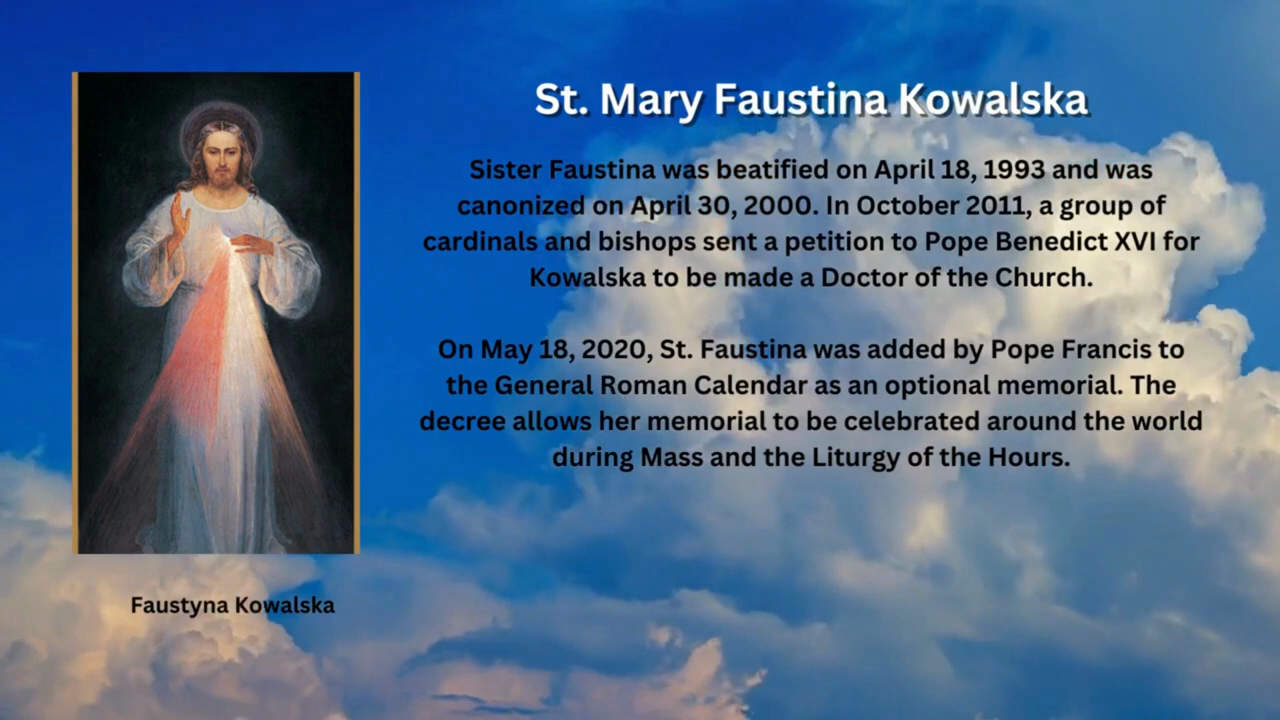 St. Mary Faustina Kowalska
Sister Faustina was beatified on April 18, 1993 and was
canonized on April 30, 2000. In October 2011, a group of
cardinals and bishops sent a petition to Pope Benedict XVI for
Kowalska to be made a Doctor of the Church.
On May 18, 2020, St. Faustina was added by Pope Francis to
the General Roman Calendar as an optional memorial. The
decree allows her memorial to be celebrated around the world
during Mass and the Liturgy of the Hours.
Faustyna Kowalska